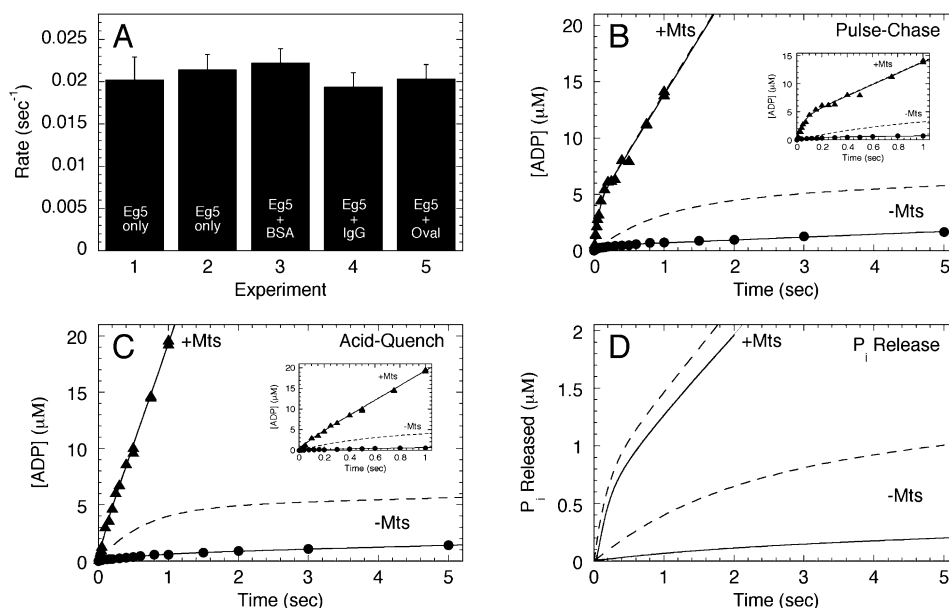 A
Rate (sec-1)
0.025
0.02
0.015
0.01
0.005
0
Eg5 only
Eg5 only
Eg5 + BSA
Eg5 + IgG
Eg5 + Oval
1 2 3 4 5
Experiment
B
Pulse-Chase
+Mts
-Mts
[ADP] (µM)
20
15
10
5
0
0 1 2 3 4 5
Time (sec)
[ADP] (µM)
15
10
5
0
+Mts
-Mts
0 0.2 0.4 0.6 0.8 1
Time (sec)
C
Acid-Quench
+Mts
-Mts
[ADP] (µM)
20
15
10
5
0
0 1 2 3 4 5
Time (sec)
[ADP] (µM)
20
15
10
5
0
+Mts
-Mts
0 0.2 0.4 0.6 0.8 1
Time (sec)
D
Pi Release
+Mts
-Mts
Pi Released (µM)
2
1.5
1
0.5
0
0 1 2 3 4 5
Time (sec)